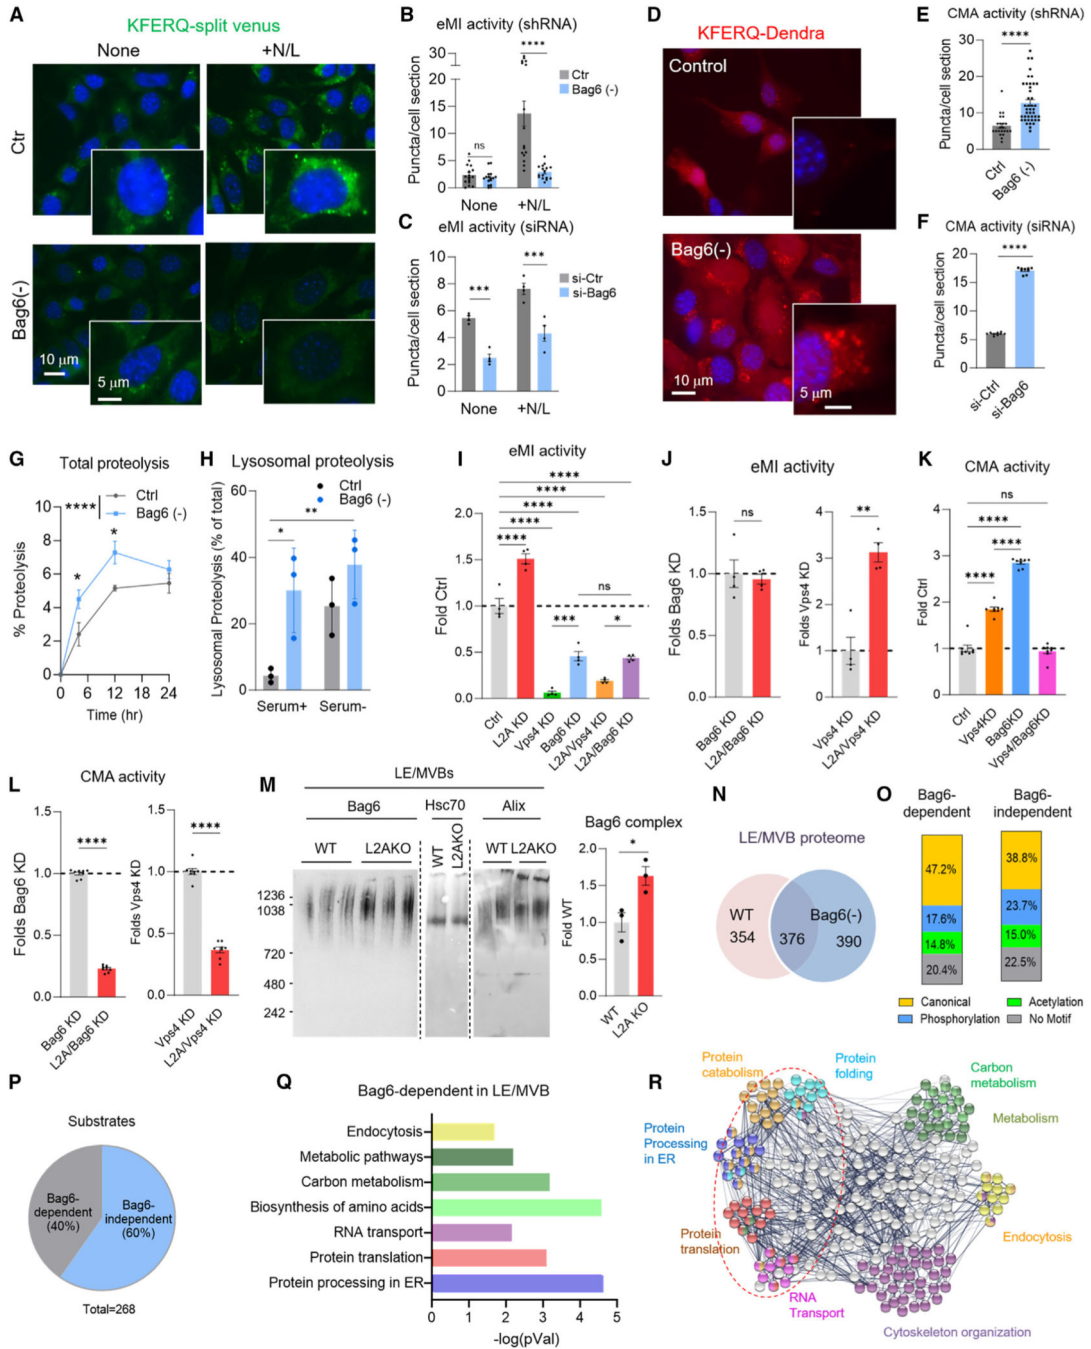 A
KFERQ-split venus
None
+N/L
Ctr
Bag6(-)
10 µm
5 µm
B
eMI activity (shRNA)
Puncta/cell section
30
20
15
10
5
0
ns
****
Ctr
Bag6 (-)
None
+N/L
C
eMI activity (siRNA)
Puncta/cell section
10
8
6
4
2
0
***
***
si-Ctr
si-Bag6
None
+N/L
D
KFERQ-Dendra
Control
Bag6(-)
10 µm
5 µm
E
CMA activity (shRNA)
Puncta/cell section
30
20
10
0
****
Ctrl
Bag6 (-)
F
CMA activity (siRNA)
Puncta/cell section
20
15
10
5
0
****
si-Ctrl
si-Bag6
G
Total proteolysis
% Proteolysis
10
8
6
4
2
0
****
Ctrl
Bag6 (-)
*
*
0
6
12
24
Time (hr)
H
Lysosomal proteolysis
Lysosomal Proteolysis (% of total)
60
40
20
0
Ctrl
Bag6 (-)
**
*
Serum+
Serum-
I
eMI activity
Fold Ctrl
2.0
1.5
1.0
0.5
0.0
****
****
****
****
****
ns
***
*
Ctrl
L2A KD
Vps4 KD
Bag6 KD
L2A/Vps4 KD
L2A/Bag6 KD
J
eMI activity
Folds Bag6 KD
1.5
1.0
0.5
0.0
ns
Bag6 KD
L2A/Bag6 KD
Folds Vps4 KD
4
3
2
1
0
**
Vps4 KD
L2A/Vps4 KD
K
CMA activity
Fold Ctrl
4
3
2
1
0
ns
****
****
****
Ctrl
Vps4KD
Bag6KD
Vps4/Bag6KD
L
CMA activity
Folds Bag6 KD
1.5
1.0
0.5
0.0
****
Bag6 KD
L2A/Bag6 KD
Folds Vps4 KD
1.5
1.0
0.5
0.0
****
Vps4 KD
L2A/Vps4 KD
M
LE/MVBs
Bag6
Hsc70
Alix
WT
L2AKO
WT
L2AKO
WT
L2AKO
1236
1038
720
480
242
Bag6 complex
Fold WT
2.0
1.5
1.0
0.5
0.0
*
WT
L2A KO
N
LE/MVB proteome
WT
354
376
Bag6(-)
390
O
Bag6-
dependent
Bag6-
independent
47.2%
17.6%
14.8%
20.4%
38.8%
23.7%
15.0%
22.5%
Canonical
Acetylation
Phosphorylation
No Motif
P
Substrates
Bag6-
dependent
(40%)
Bag6-
independent
(60%)
Total=268
Q
Bag6-dependent in LE/MVB
Endocytosis
Metabolic pathways
Carbon metabolism
Biosynthesis of amino acids
RNA transport
Protein translation
Protein processing in ER
0
1
2
3
4
5
-log(pVal)
R
Protein
catabolism
Protein
folding
Carbon
metabolism
Metabolism
Protein
Processing
in ER
Endocytosis
Protein
translation
RNA
Transport
Cytoskeleton organization